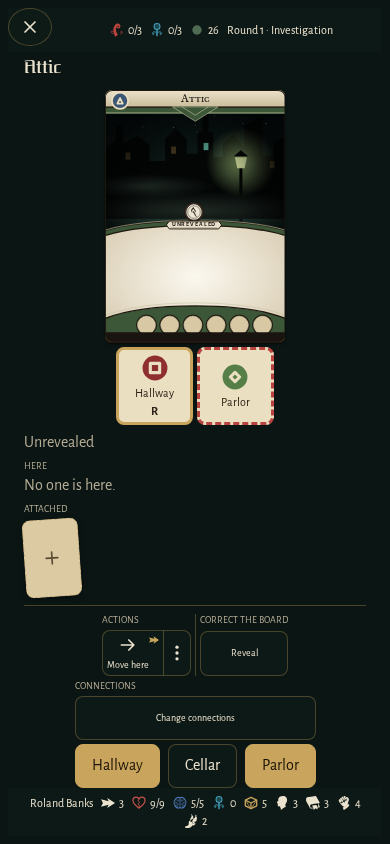 0/3 0/3 26 Round 1 · Investigation
Attic
Attic
UNREVEALED
Hallway
R
Parlor
Unrevealed
HERE
No one is here.
ATTACHED
+
ACTIONS
CORRECT THE BOARD
Move here
Reveal
CONNECTIONS
Change connections
Hallway Cellar Parlor
Roland Banks 3 9/9 5/5 0 5 3 3 4
2